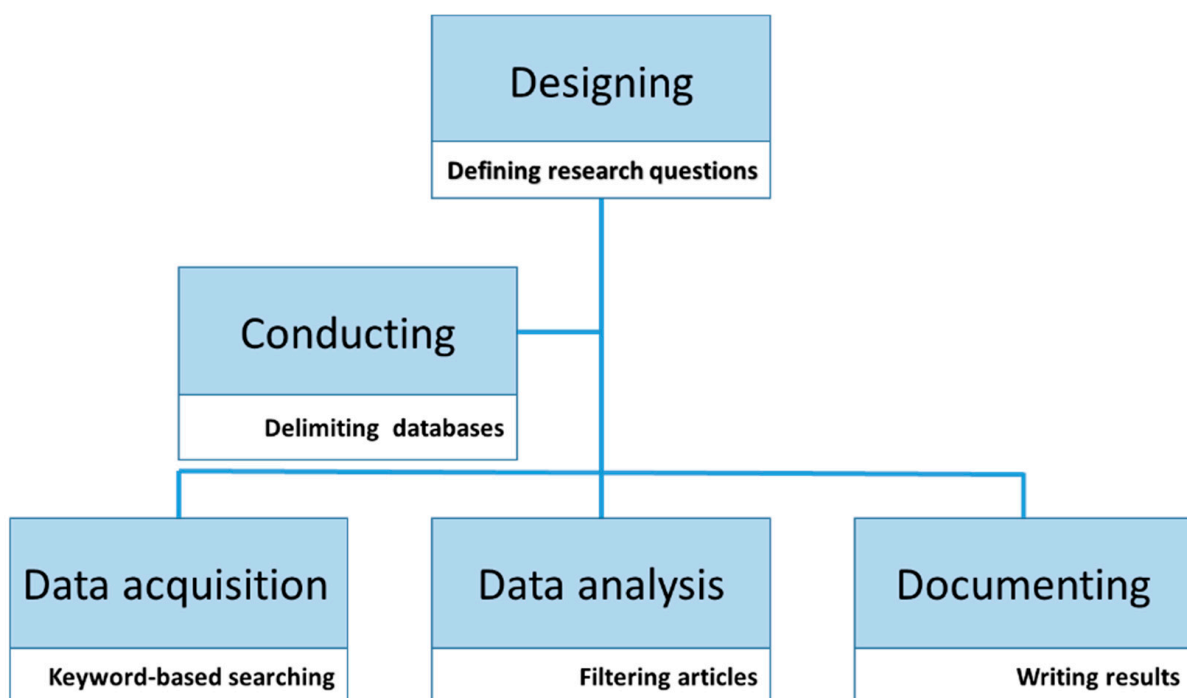 Designing
Defining research questions
Conducting
Delimiting databases
Data acquisition
Keyword-based searching
Data analysis
Filtering articles
Documenting
Writing results